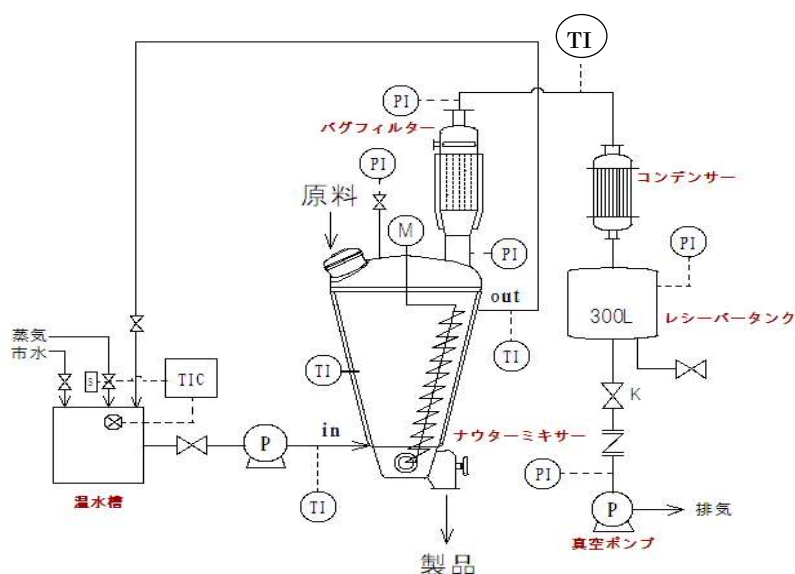 TI
PI
バグフィルター
PI
コンデンサー
原料
M
PI
PI
out
300L
レシーバータンク
蒸気
市水
S
TIC
TI
TI
K
in
P
ナウターミキサー
温水槽
TI
PI
P
排気
真空ポンプ
製品